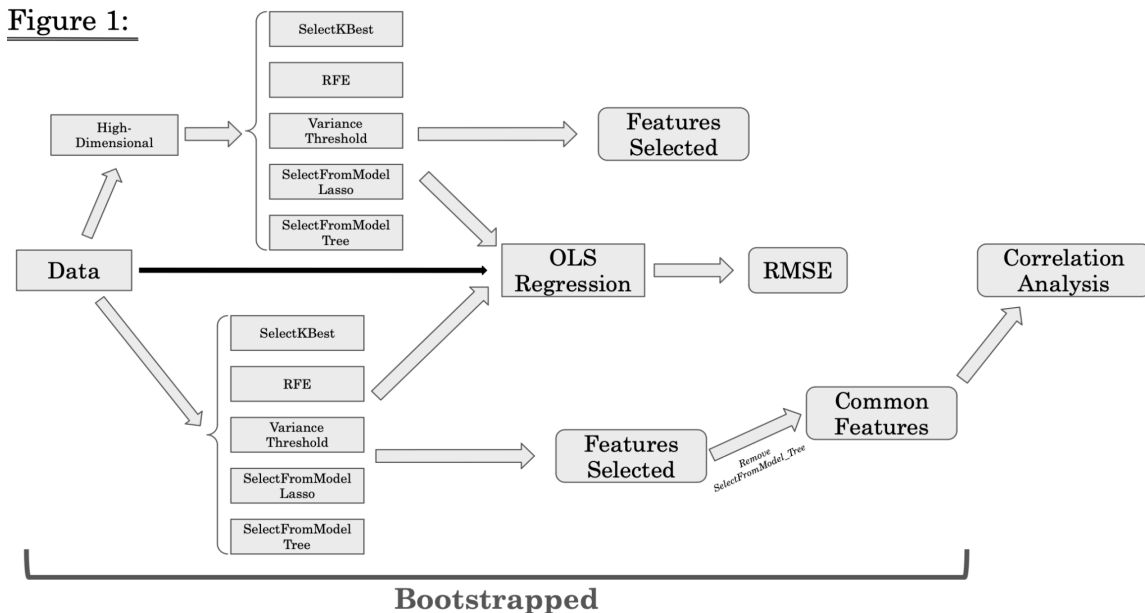 Figure 1:
SelectKBest
RFE
Variance
Threshold
SelectFromModel
Lasso
SelectFromModel
Tree
High-
Dimensional
Features
Selected
Data
OLS
Regression
RMSE
Correlation
Analysis
SelectKBest
RFE
Variance
Threshold
SelectFromModel
Lasso
SelectFromModel
Tree
Features
Selected
Remove
SelectFromModel_Tree
Common
Features
Bootstrapped